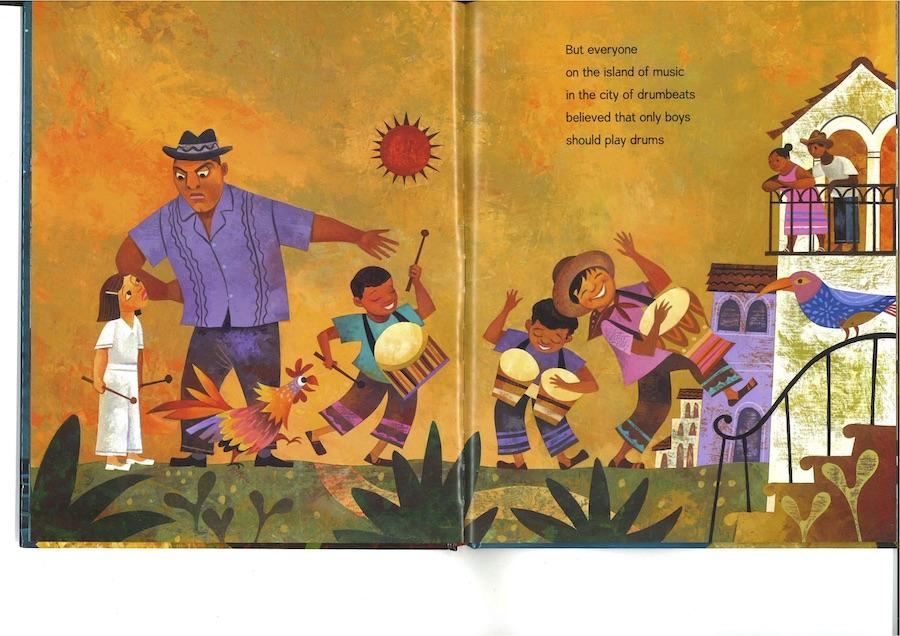 But everyone
on the island of music
in the city of drumbeats
believed that only boys
should play drums